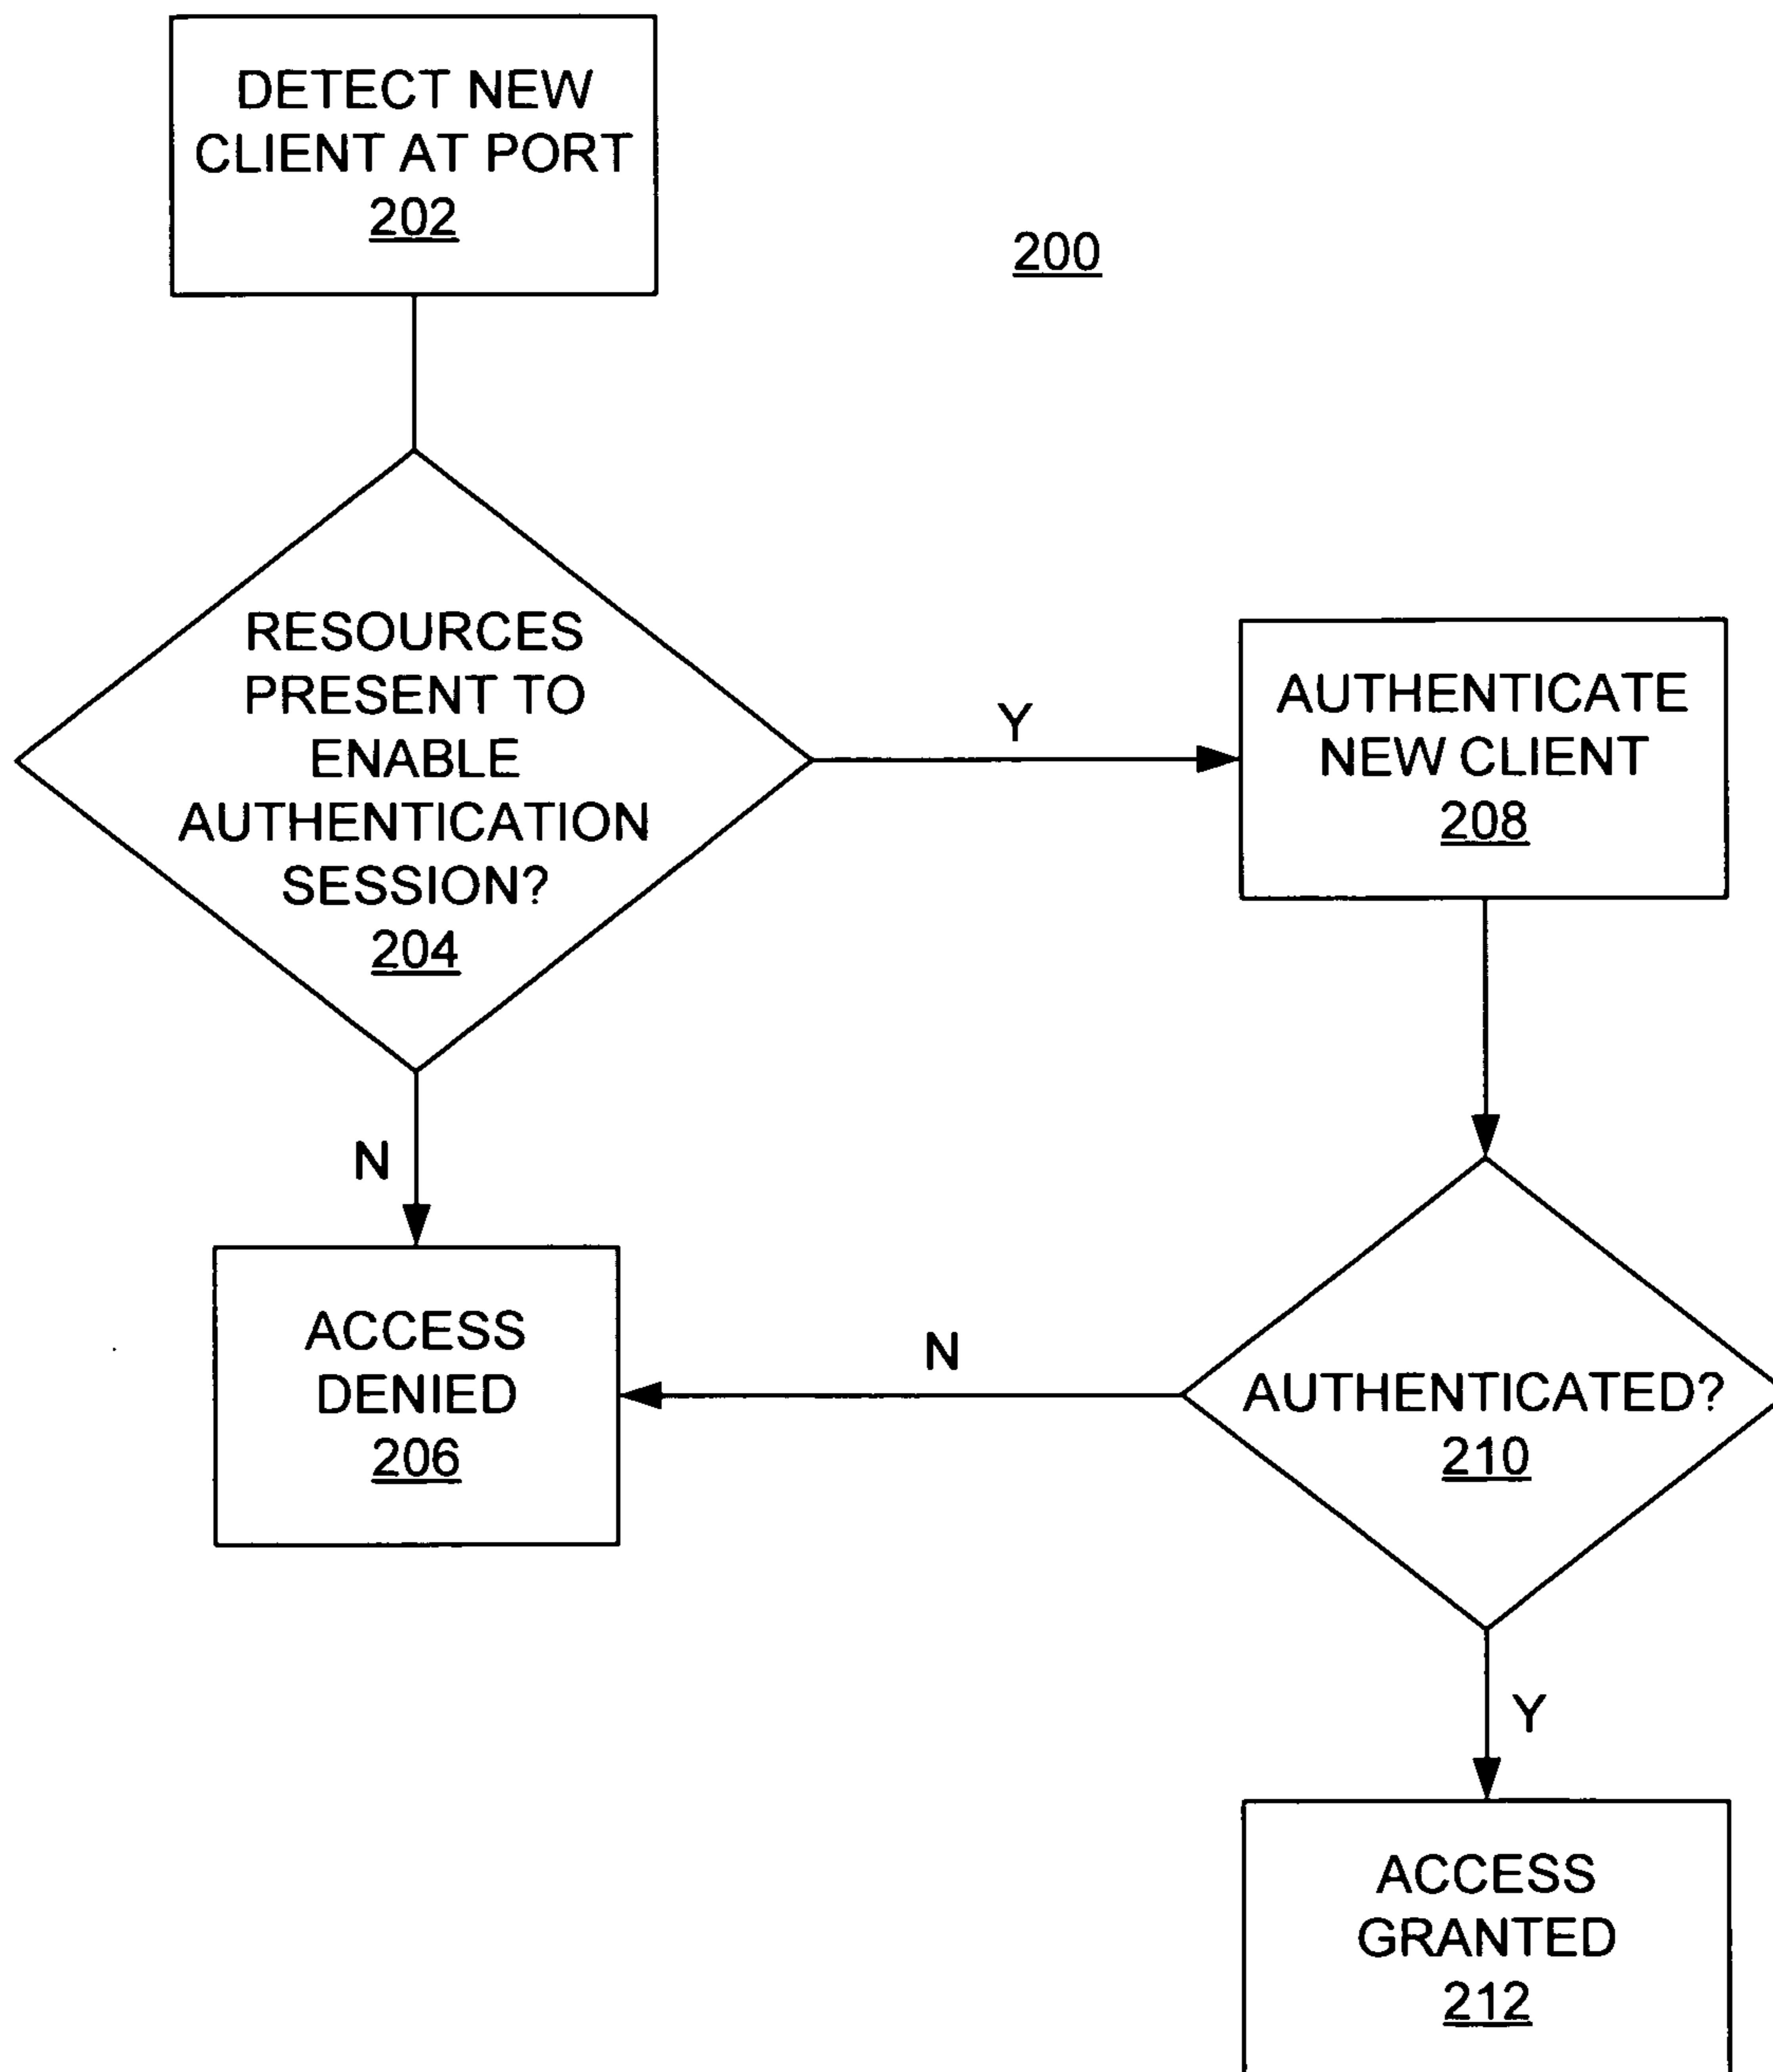 DETECT NEW
CLIENT AT PORT
202
200
RESOURCES
PRESENT TO
ENABLE
AUTHENTICATION
SESSION?
204
Y
AUTHENTICATE
NEW CLIENT
208
N
ACCESS
DENIED
206
N
AUTHENTICATED?
210
Y
ACCESS
GRANTED
212